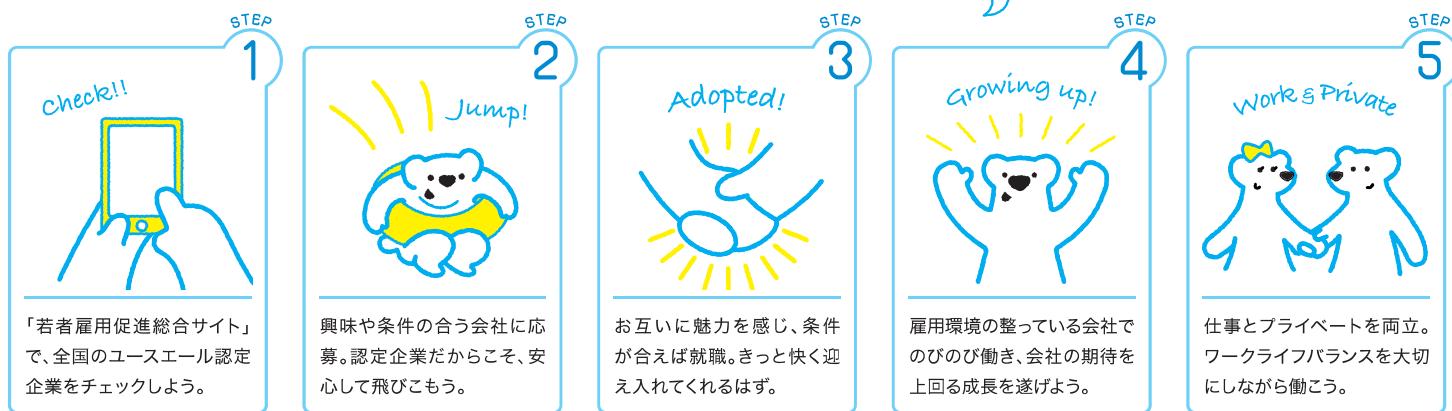 STEP
1
Check!!
「若者雇用促進総合サイト」
で、全国のユースエール認定
企業をチェックしよう。
STEP
2
Jump!
興味や条件の合う会社に応
募。認定企業だからこそ、安
心して飛びこもう。
STEP
3
Adopted!
お互いに魅力を感じ、条件
が合えば就職。きっと快く迎
え入れてくれるはず。
STEP
4
Growing up!
雇用環境の整っている会社で
のびのび働き、会社の期待を
上回る成長を遂げよう。
STEP
5
Work & Private
仕事とプライベートを両立。
ワークライフバランスを大切
にしながら働こう。